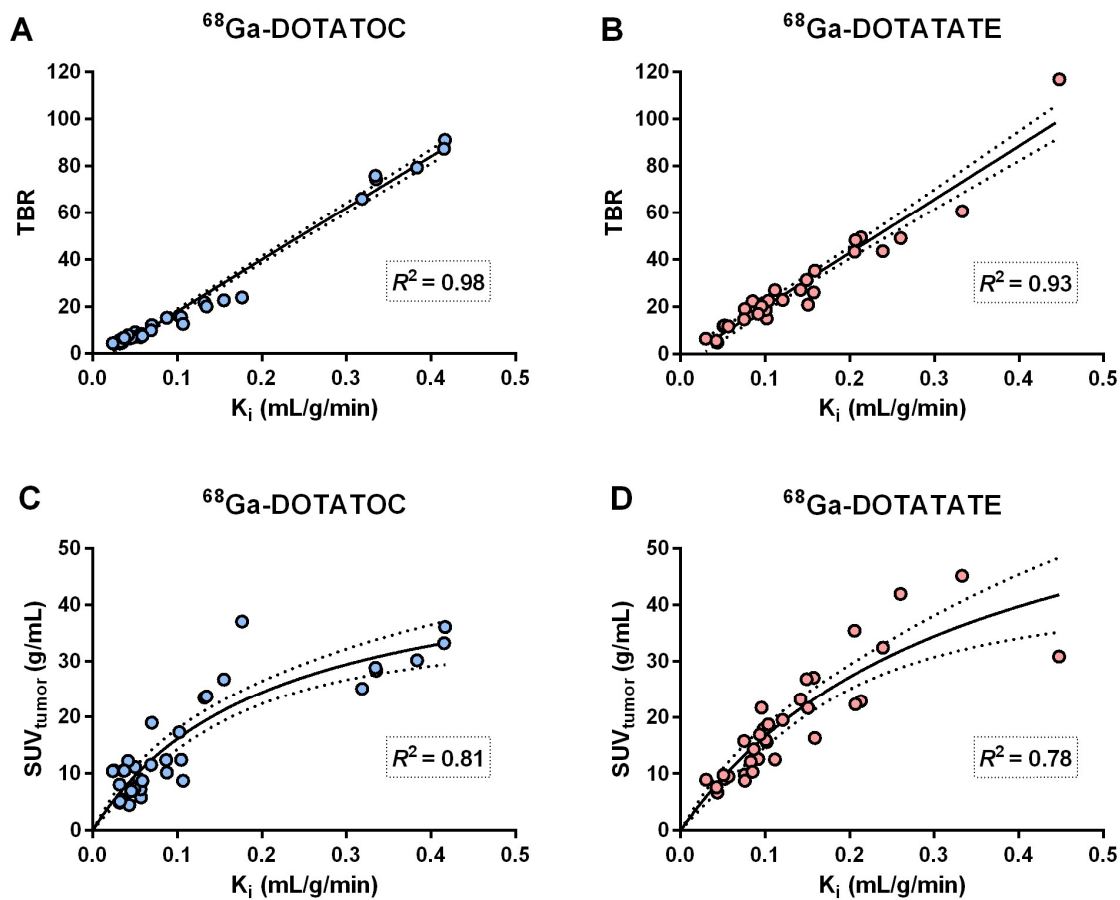 A
⁶⁸Ga-DOTATOC
120
100
80
60
40
20
0
TBR
R² = 0.98
0.0 0.1 0.2 0.3 0.4 0.5
Kᵢ (mL/g/min)
B
⁶⁸Ga-DOTATATE
120
100
80
60
40
20
0
TBR
R² = 0.93
0.0 0.1 0.2 0.3 0.4 0.5
Kᵢ (mL/g/min)
C
⁶⁸Ga-DOTATOC
50
40
30
20
10
0
SUVtumor (g/mL)
R² = 0.81
0.0 0.1 0.2 0.3 0.4 0.5
Kᵢ (mL/g/min)
D
⁶⁸Ga-DOTATATE
50
40
30
20
10
0
SUVtumor (g/mL)
R² = 0.78
0.0 0.1 0.2 0.3 0.4 0.5
Kᵢ (mL/g/min)